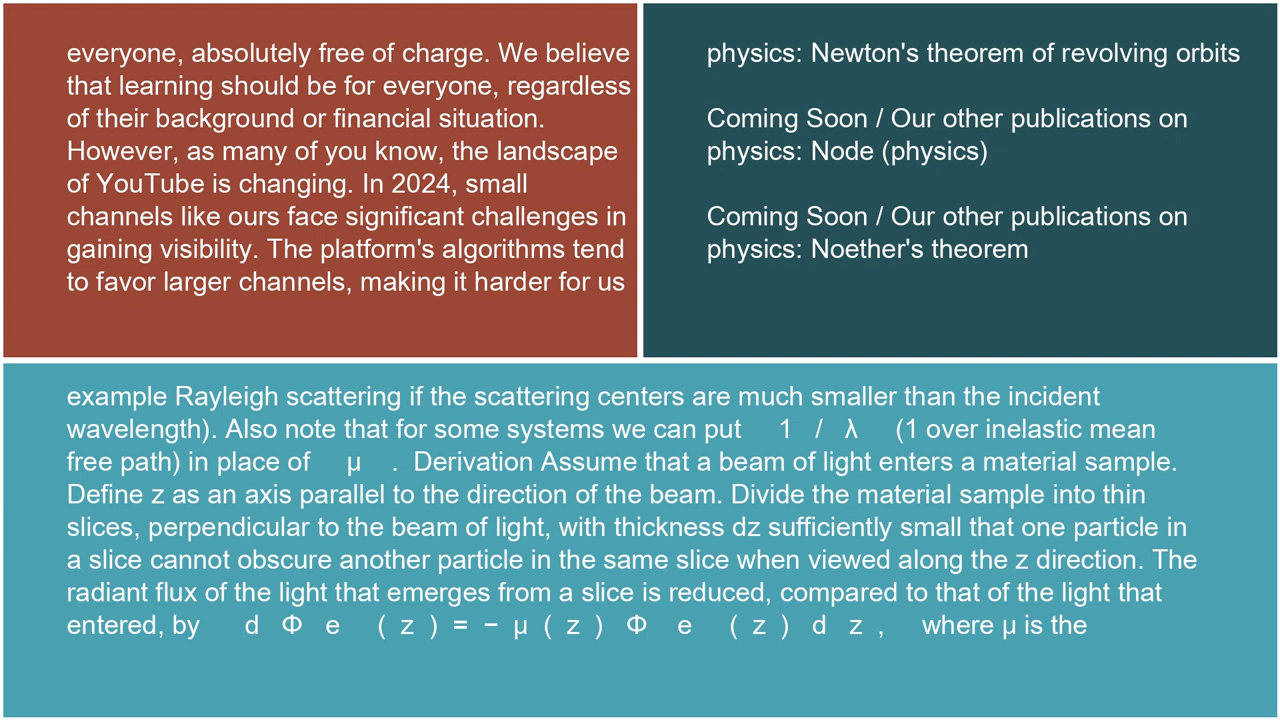 everyone, absolutely free of charge. We believe
that learning should be for everyone, regardless
of their background or financial situation.
However, as many of you know, the landscape
of YouTube is changing. In 2024, small
channels like ours face significant challenges in
gaining visibility. The platform's algorithms tend
to favor larger channels, making it harder for us
physics: Newton's theorem of revolving orbits
Coming Soon / Our other publications on
physics: Node (physics)
Coming Soon / Our other publications on
physics: Noether's theorem
example Rayleigh scattering if the scattering centers are much smaller than the incident
wavelength). Also note that for some systems we can put 1 / λ (1 over inelastic mean
free path) in place of μ . Derivation Assume that a beam of light enters a material sample.
Define z as an axis parallel to the direction of the beam. Divide the material sample into thin
slices, perpendicular to the beam of light, with thickness dz sufficiently small that one particle in
a slice cannot obscure another particle in the same slice when viewed along the z direction. The
radiant flux of the light that emerges from a slice is reduced, compared to that of the light that
entered, by d Φ e ( z ) = − μ ( z ) Φ e ( z ) d z , where μ is the